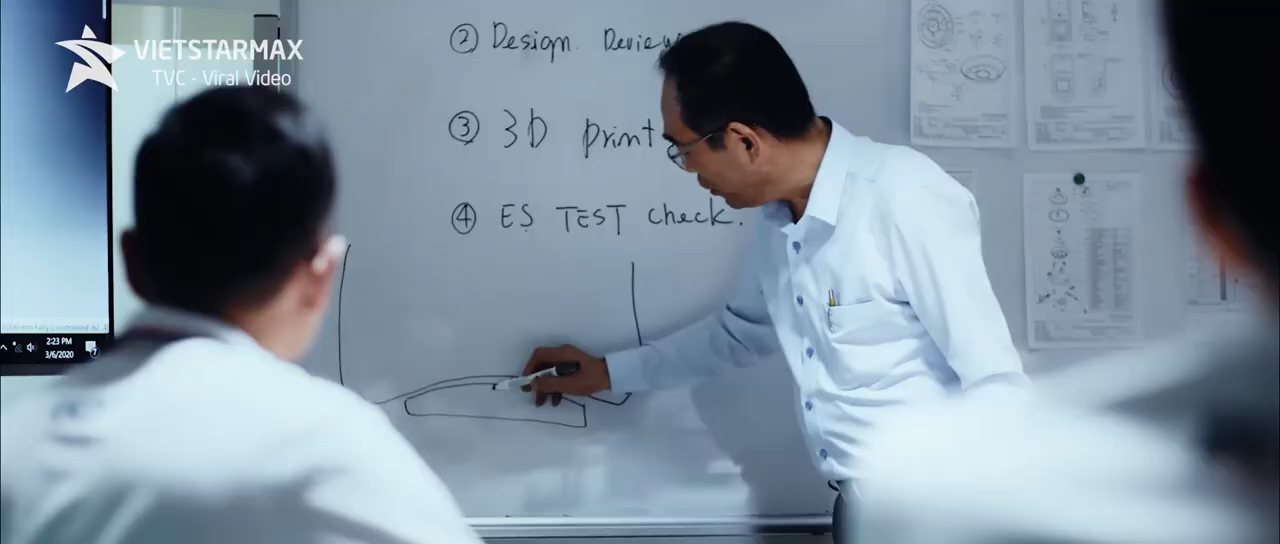 VIETSTARMAX
TVC - Viral Video
② Design Review
③ 3D print
④ ES TEST check.
2:23 PM
3/6/2020